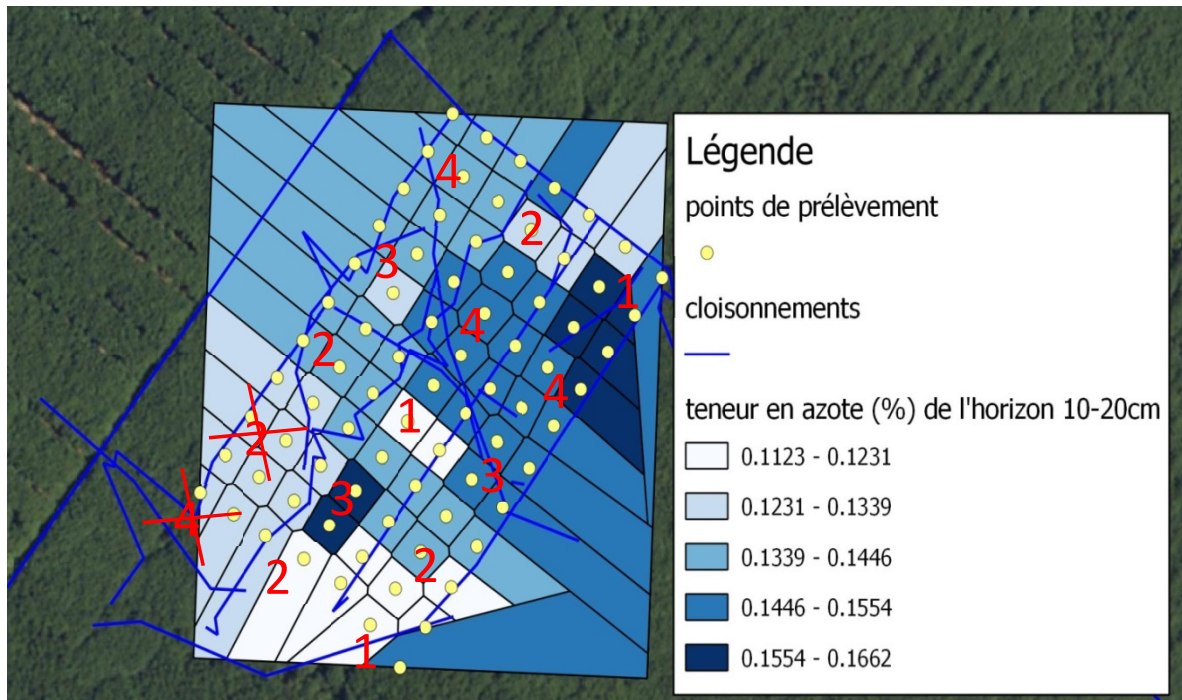 4
2
3
1
4
2
4
1
2
3
3
4
2
2
1
Légende
points de prélèvement
cloisonnements
teneur en azote (%) de l'horizon 10-20cm
0.1123 - 0.1231
0.1231 - 0.1339
0.1339 - 0.1446
0.1446 - 0.1554
0.1554 - 0.1662